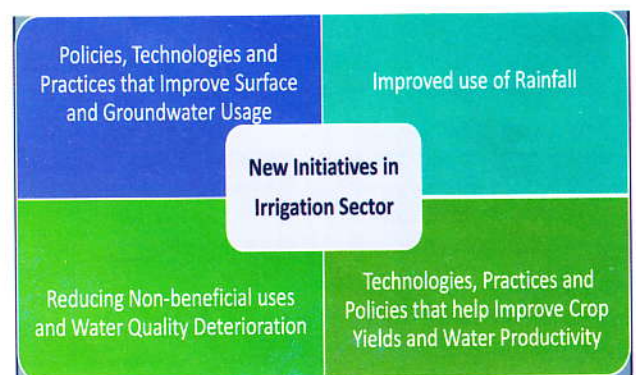 Policies, Technologies and
Practices that Improve Surface
and Groundwater Usage
Improved use of Rainfall
New Initiatives in
Irrigation Sector
Reducing Non-beneficial uses
and Water Quality Deterioration
Technologies, Practices and
Policies that help Improve Crop
Yields and Water Productivity